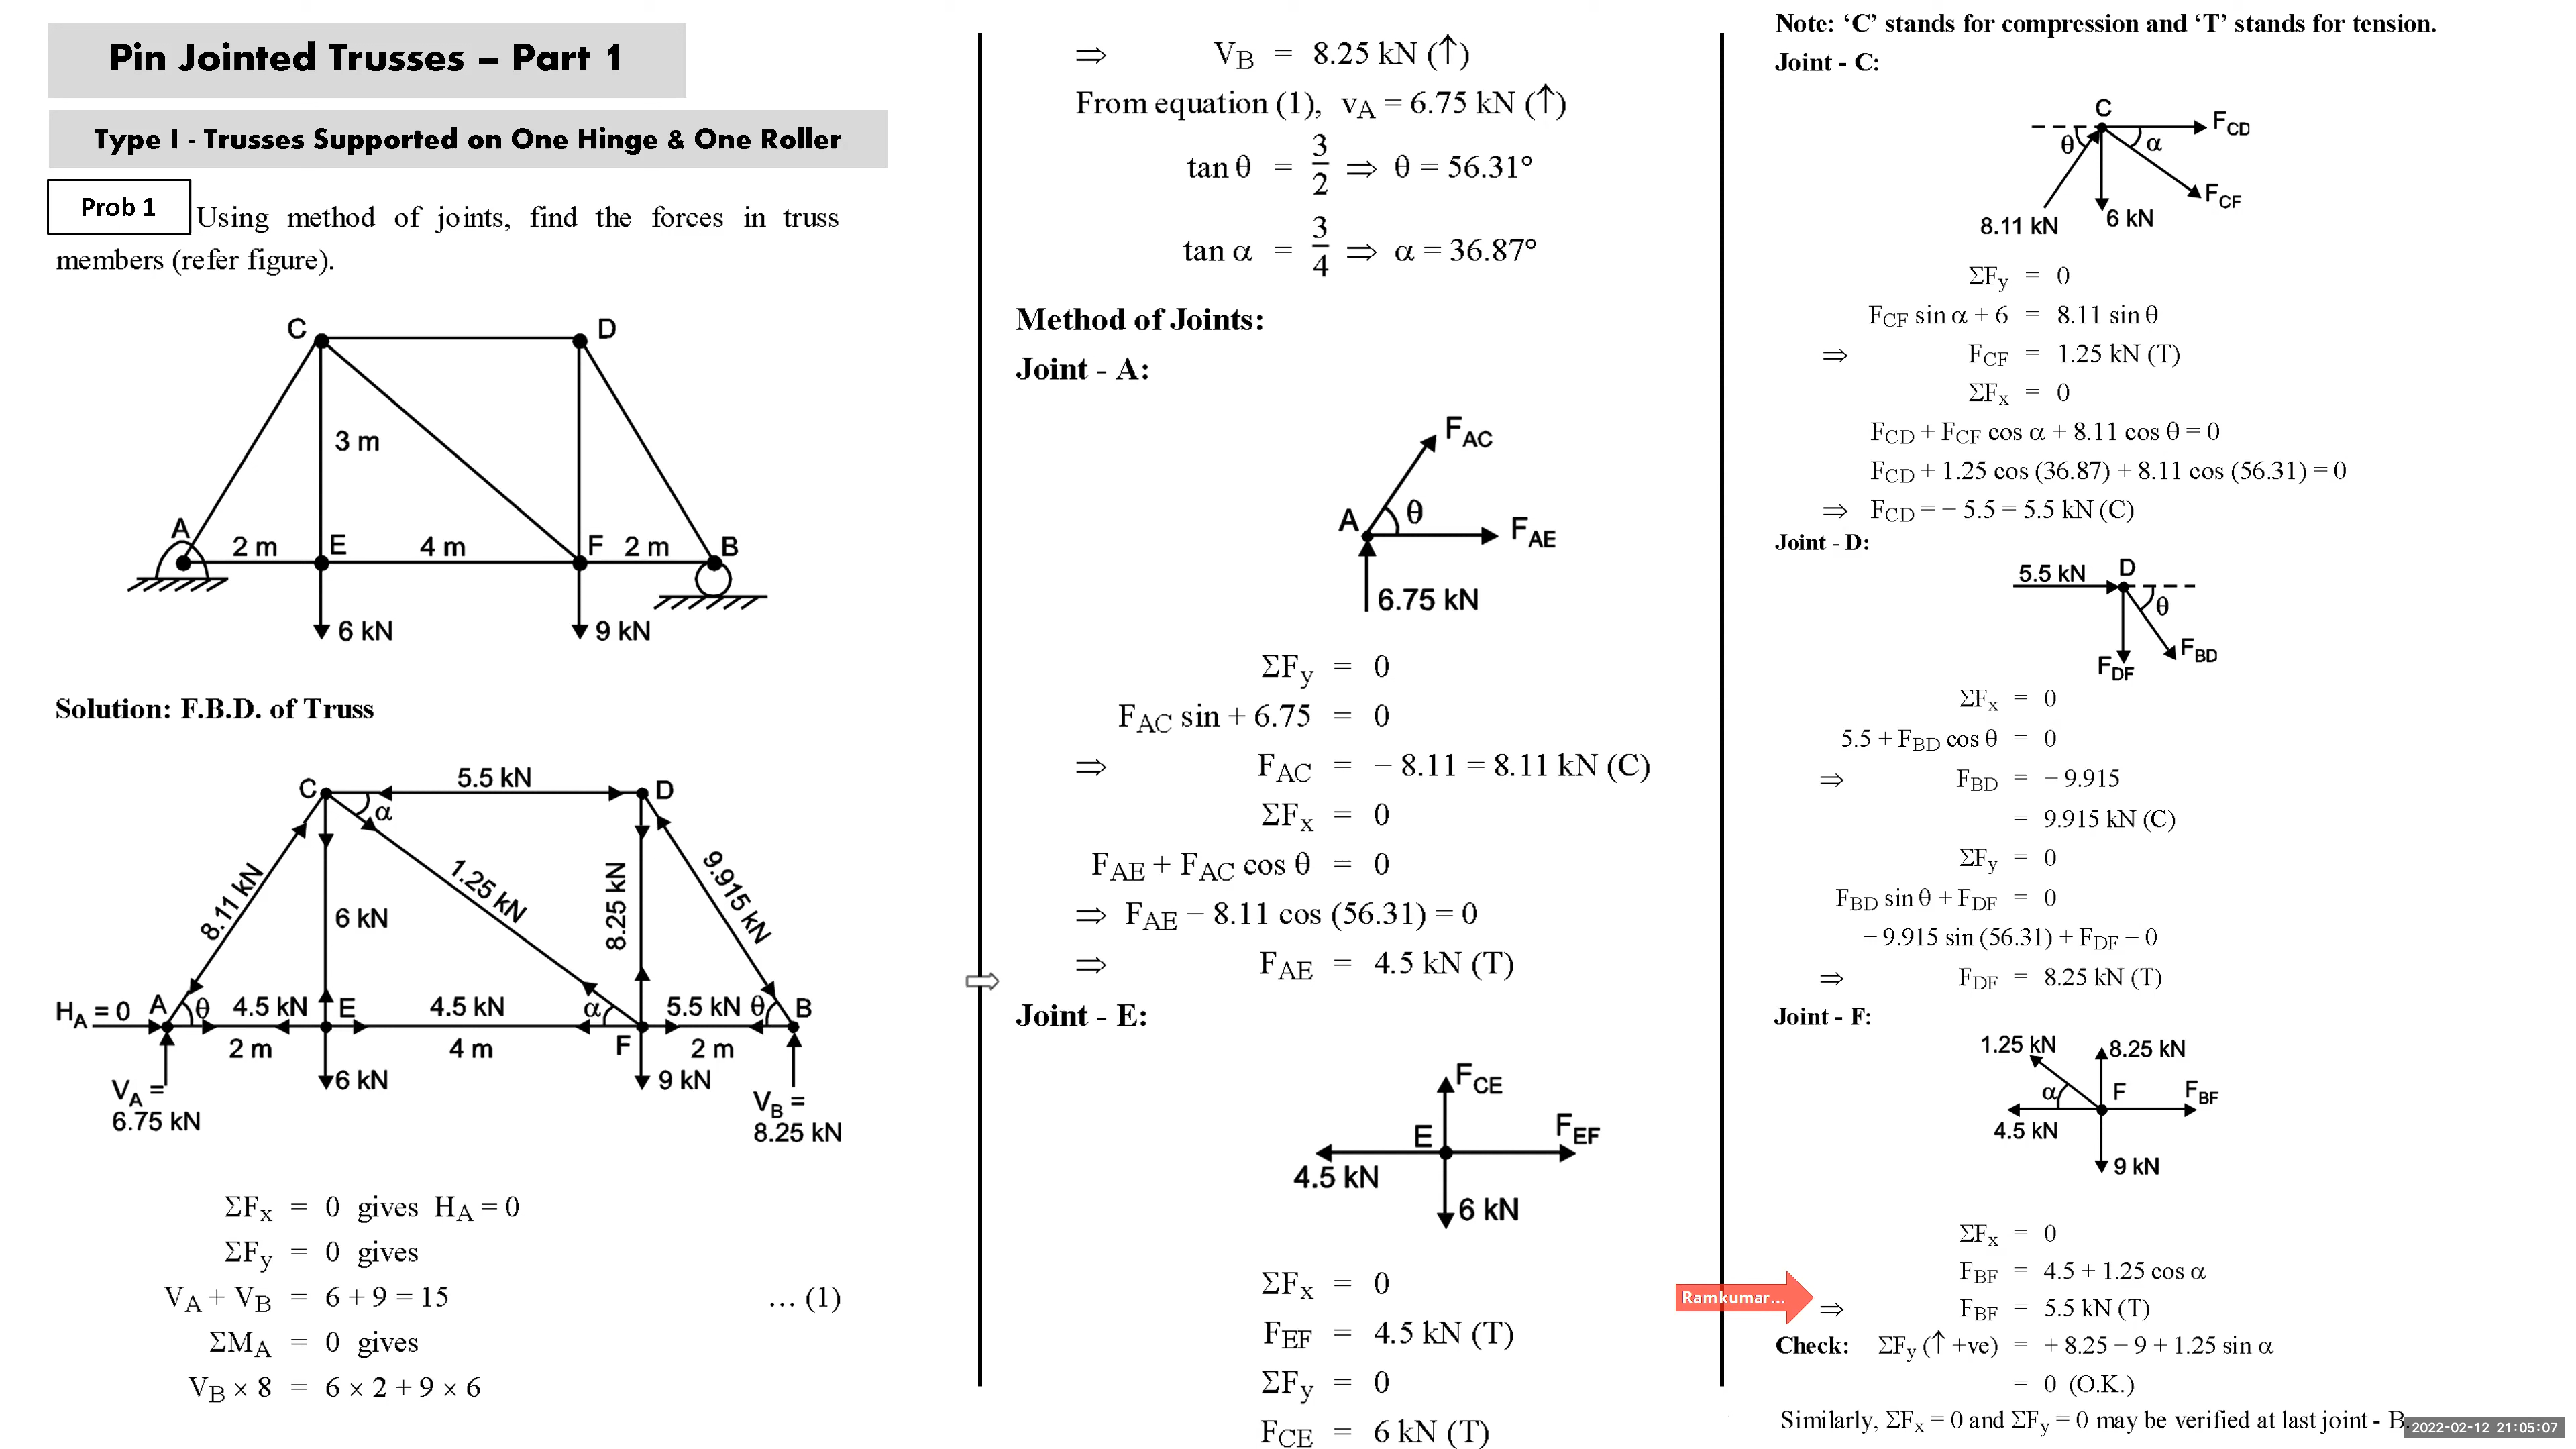 Pin Jointed Trusses – Part 1
Type I - Trusses Supported on One Hinge & One Roller
Prob 1
Using method of joints, find the forces in truss
members (refer figure).
C D
3 m
A
2 m E 4 m F 2 m B
6 kN 9 kN
Solution: F.B.D. of Truss
C 5.5 kN D
α
8.11 kN 6 kN 1.25 kN 8.25 kN 9.915 kN
H_A = 0 A θ 4.5 kN E 4.5 kN α 5.5 kN θ B
2 m 4 m F 2 m
6 kN 9 kN
V_A =
6.75 kN
V_B =
8.25 kN
ΣF_x = 0 gives H_A = 0
ΣF_y = 0 gives
V_A + V_B = 6 + 9 = 15 … (1)
ΣM_A = 0 gives
V_B × 8 = 6 × 2 + 9 × 6
⇒ V_B = 8.25 kN (↑)
From equation (1), v_A = 6.75 kN (↑)
tan θ = 3/2 ⇒ θ = 56.31°
tan α = 3/4 ⇒ α = 36.87°
Method of Joints:
Joint - A:
F_AC
A θ F_AE
6.75 kN
ΣF_y = 0
F_AC sin + 6.75 = 0
⇒ F_AC = − 8.11 = 8.11 kN (C)
ΣF_x = 0
F_AE + F_AC cos θ = 0
⇒ F_AE − 8.11 cos (56.31) = 0
⇒ F_AE = 4.5 kN (T)
Joint - E:
F_CE
E F_EF
4.5 kN
6 kN
ΣF_x = 0
F_EF = 4.5 kN (T)
ΣF_y = 0
F_CE = 6 kN (T)
Note: ‘C’ stands for compression and ‘T’ stands for tension.
Joint - C:
C
F_CD
θ α
F_CF
8.11 kN 6 kN
ΣF_y = 0
F_CF sin α + 6 = 8.11 sin θ
⇒ F_CF = 1.25 kN (T)
ΣF_x = 0
F_CD + F_CF cos α + 8.11 cos θ = 0
F_CD + 1.25 cos (36.87) + 8.11 cos (56.31) = 0
⇒ F_CD = − 5.5 = 5.5 kN (C)
Joint - D:
5.5 kN D
θ
F_DF F_BD
ΣF_x = 0
5.5 + F_BD cos θ = 0
⇒ F_BD = − 9.915
= 9.915 kN (C)
ΣF_y = 0
F_BD sin θ + F_DF = 0
− 9.915 sin (56.31) + F_DF = 0
⇒ F_DF = 8.25 kN (T)
Joint - F:
1.25 kN 8.25 kN
α F F_BF
4.5 kN
9 kN
ΣF_x = 0
F_BF = 4.5 + 1.25 cos α
Ramkumar...
⇒ F_BF = 5.5 kN (T)
Check: ΣF_y (↑ +ve) = + 8.25 − 9 + 1.25 sin α
= 0 (O.K.)
Similarly, ΣF_x = 0 and ΣF_y = 0 may be verified at last joint - B.
2022-02-12 21:05:07